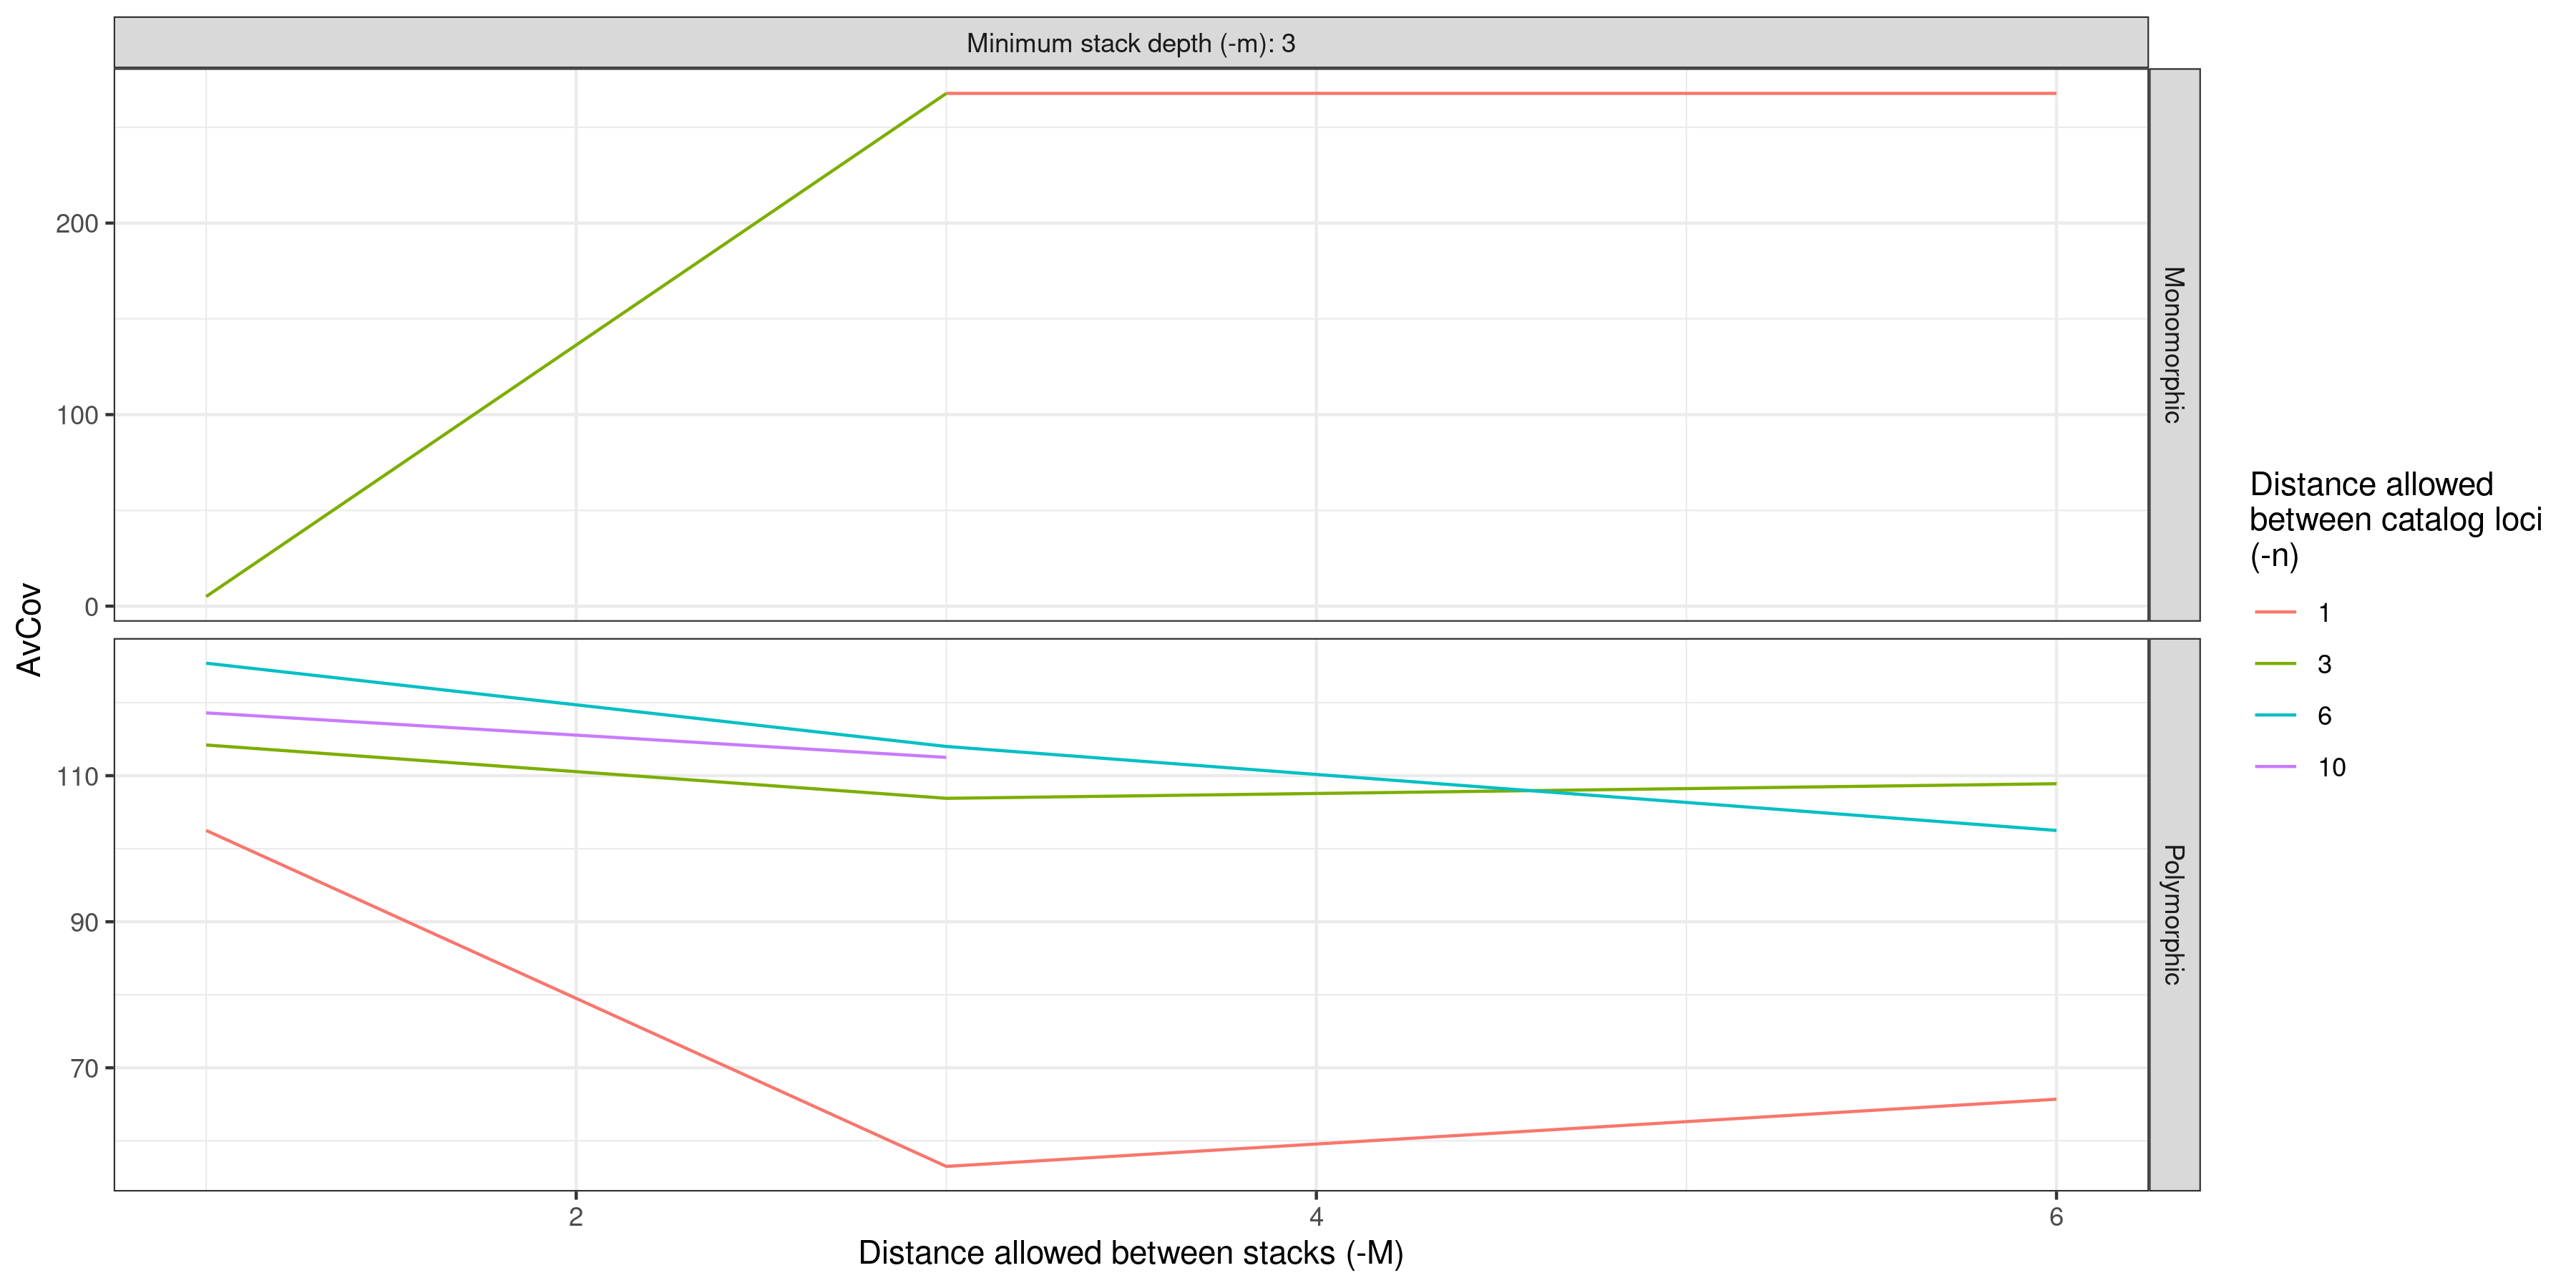 Minimum stack depth (-m): 3
200
100
0
Monomorphic
AvCov
110
90
70
Polymorphic
2
4
6
Distance allowed between stacks (-M)
Distance allowed
between catalog loci
(-n)
1
3
6
10